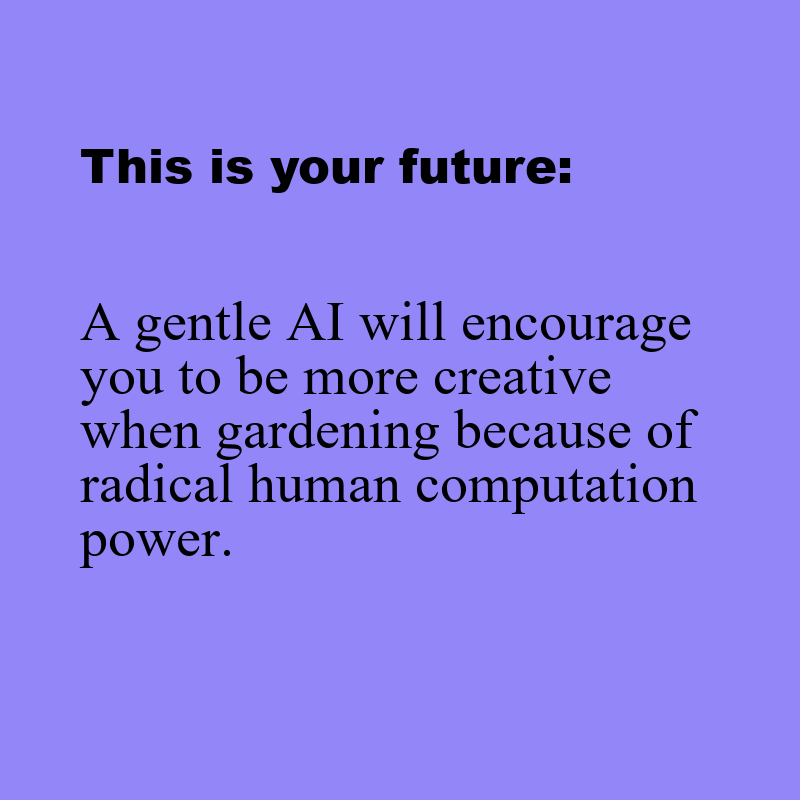 This is your future:
A gentle AI will encourage
you to be more creative
when gardening because of
radical human computation
power.